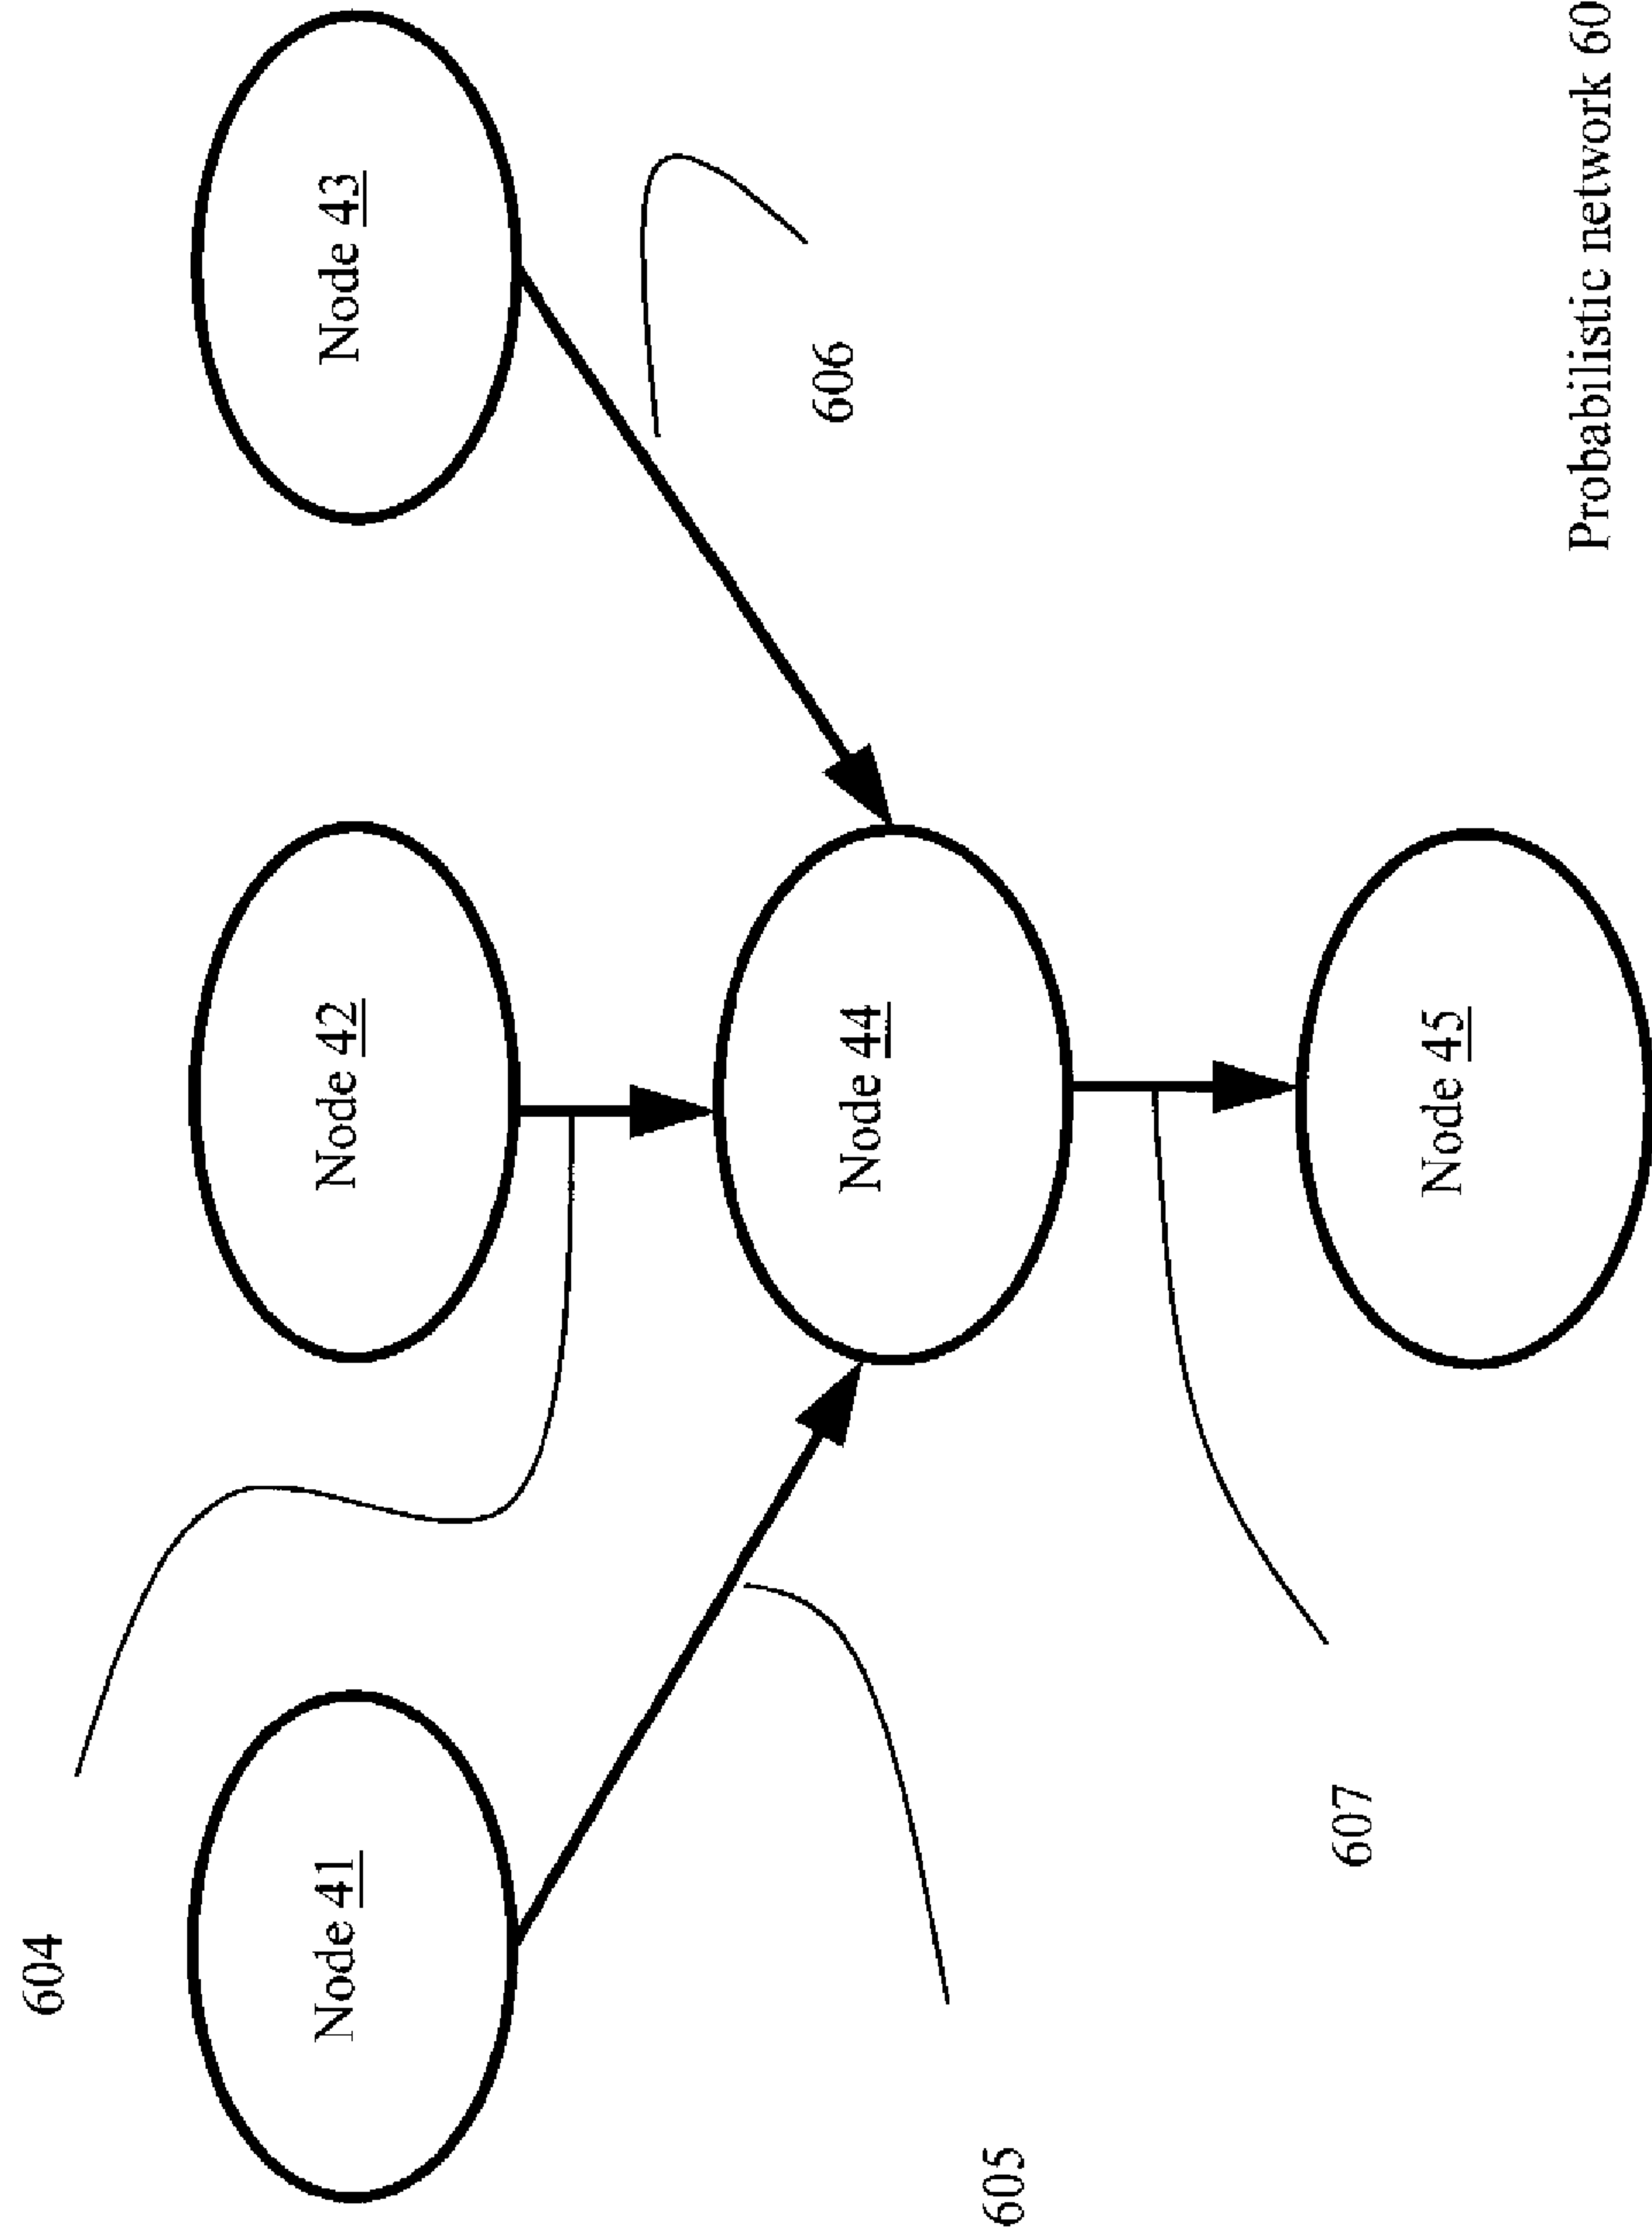 604
Node 41
Node 42
Node 43
606
Node 44
605
607
Node 45
Probabilistic network 60